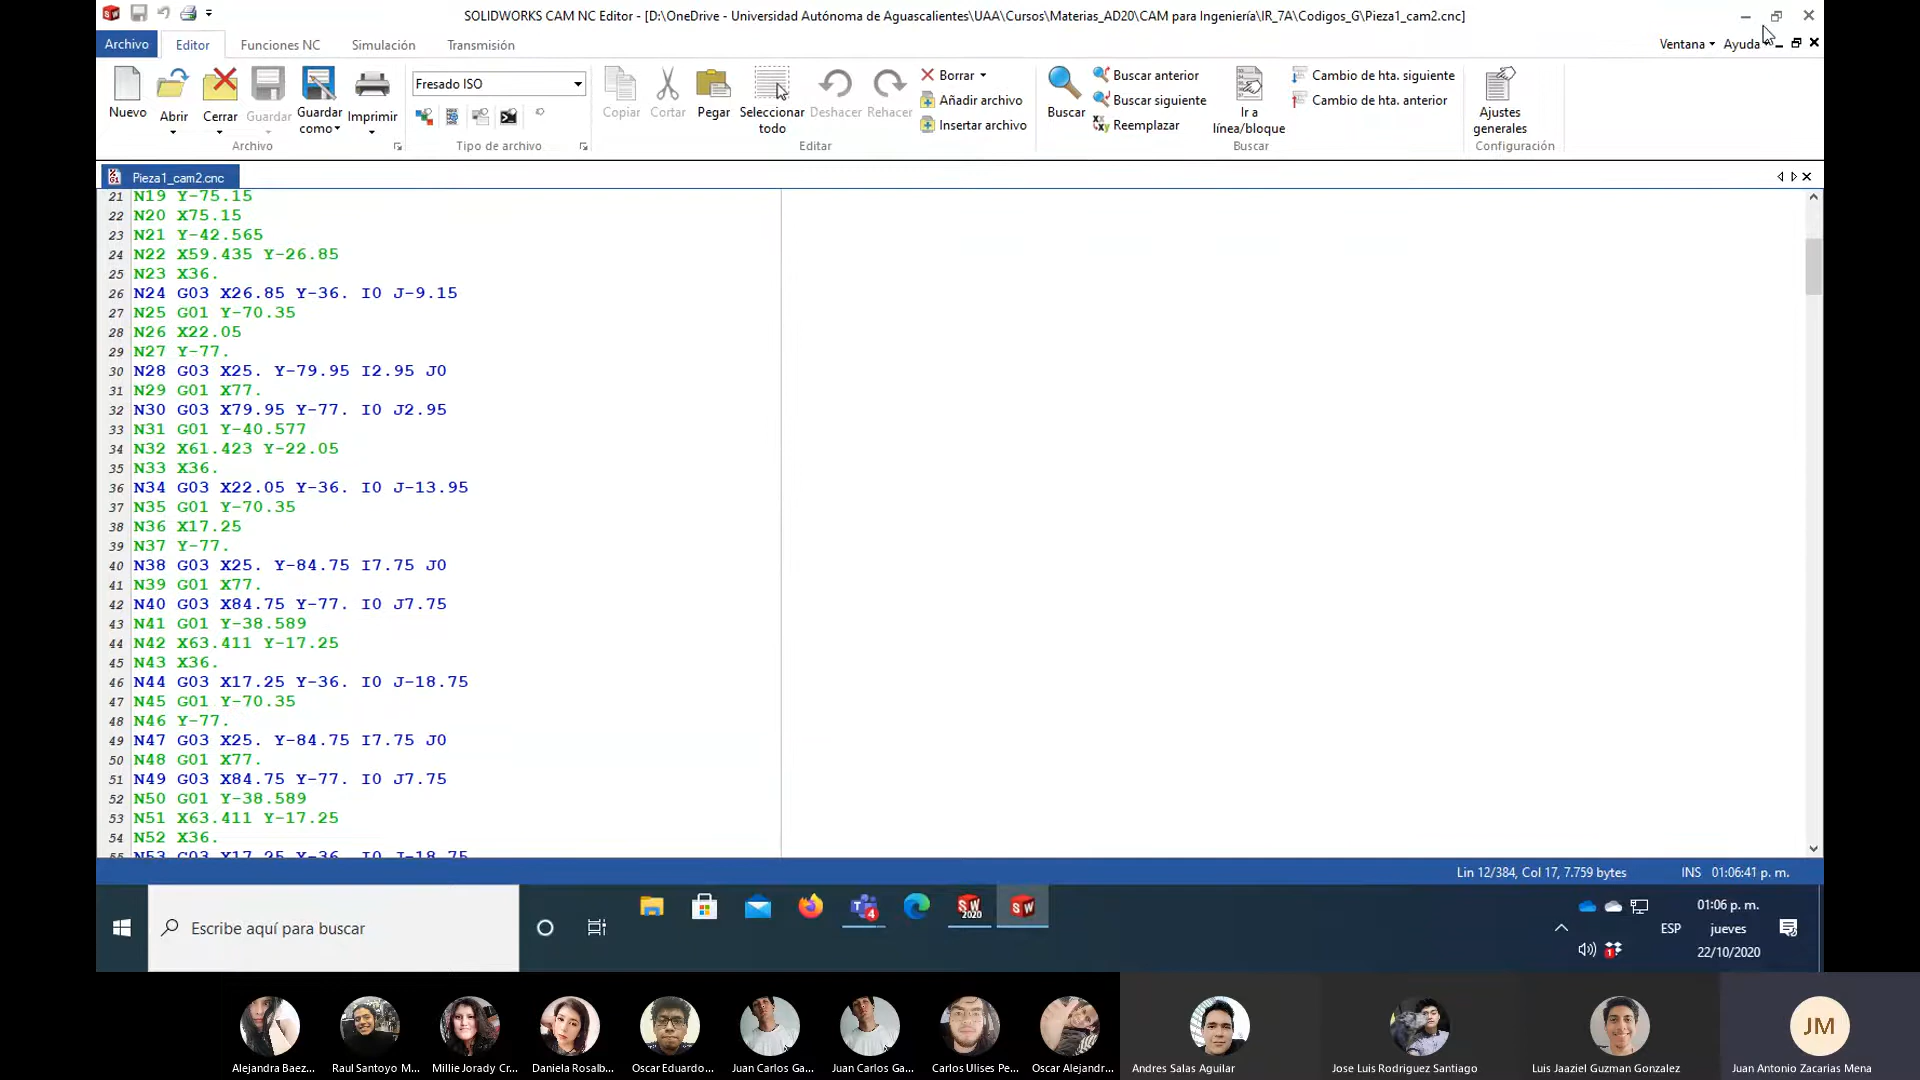 SOLIDWORKS CAM NC Editor - [D:\OneDrive - Universidad Autónoma de Aguascalientes\UAA\Cursos\Materias_AD20\CAM para Ingeniería\IR_7A\Codigos_G\Pieza1_cam2.cnc]
Archivo Editor Funciones NC Simulación Transmisión Ventana Ayuda
Nuevo Abrir Cerrar Guardar Guardar como Imprimir
Archivo
Fresado ISO
Tipo de archivo
Copiar Cortar Pegar Seleccionar todo Deshacer Rehacer
Borrar
Añadir archivo
Insertar archivo
Editar
Buscar
Buscar anterior
Buscar siguiente
Reemplazar
Ir a línea/bloque
Cambio de hta. siguiente
Cambio de hta. anterior
Buscar
Ajustes generales
Configuración
Pieza1_cam2.cnc
21 N19 Y-75.15
22 N20 X75.15
23 N21 Y-42.565
24 N22 X59.435 Y-26.85
25 N23 X36.
26 N24 G03 X26.85 Y-36. I0 J-9.15
27 N25 G01 Y-70.35
28 N26 X22.05
29 N27 Y-77.
30 N28 G03 X25. Y-79.95 I2.95 J0
31 N29 G01 X77.
32 N30 G03 X79.95 Y-77. I0 J2.95
33 N31 G01 Y-40.577
34 N32 X61.423 Y-22.05
35 N33 X36.
36 N34 G03 X22.05 Y-36. I0 J-13.95
37 N35 G01 Y-70.35
38 N36 X17.25
39 N37 Y-77.
40 N38 G03 X25. Y-84.75 I7.75 J0
41 N39 G01 X77.
42 N40 G03 X84.75 Y-77. I0 J7.75
43 N41 G01 Y-38.589
44 N42 X63.411 Y-17.25
45 N43 X36.
46 N44 G03 X17.25 Y-36. I0 J-18.75
47 N45 G01 Y-70.35
48 N46 Y-77.
49 N47 G03 X25. Y-84.75 I7.75 J0
50 N48 G01 X77.
51 N49 G03 X84.75 Y-77. I0 J7.75
52 N50 G01 Y-38.589
53 N51 X63.411 Y-17.25
54 N52 X36.
55 N53 G03 X17.25 Y-36. I0 J-18.75
Lin 12/384, Col 17, 7.759 bytes INS 01:06:41 p. m.
Escribe aquí para buscar
SW 2020
4
SW
1
ESP
01:06 p. m.
jueves
22/10/2020
JM
Alejandra Baez... Raul Santoyo M... Millie Jorady Cr... Daniela Rosalb... Oscar Eduardo... Juan Carlos Ga... Juan Carlos Ga... Carlos Ulises Pe... Oscar Alejandr... Andres Salas Aguilar Jose Luis Rodriguez Santiago Luis Jaaziel Guzman Gonzalez Juan Antonio Zacarias Mena